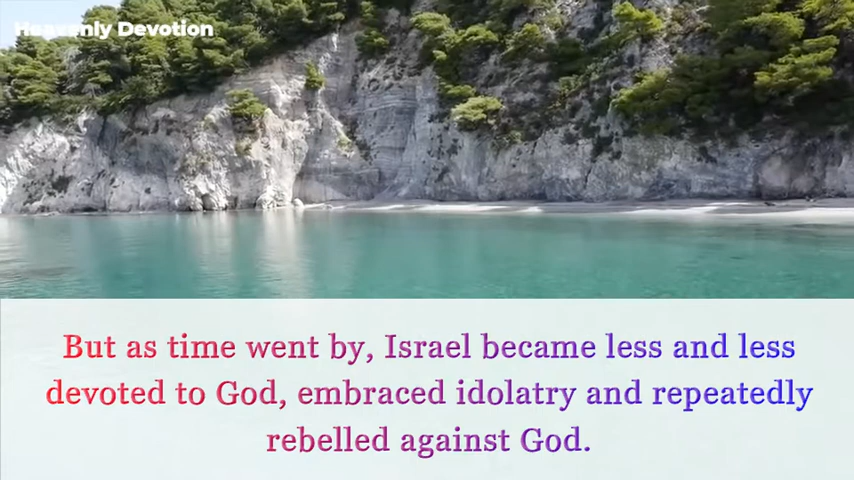 Heavenly Devotion
But as time went by, Israel became less and less
devoted to God, embraced idolatry and repeatedly
rebelled against God.